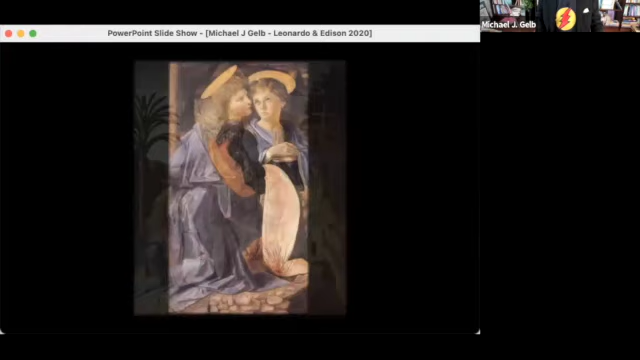 PowerPoint Slide Show - [Michael J Gelb - Leonardo & Edison 2020]
Michael J. Gelb